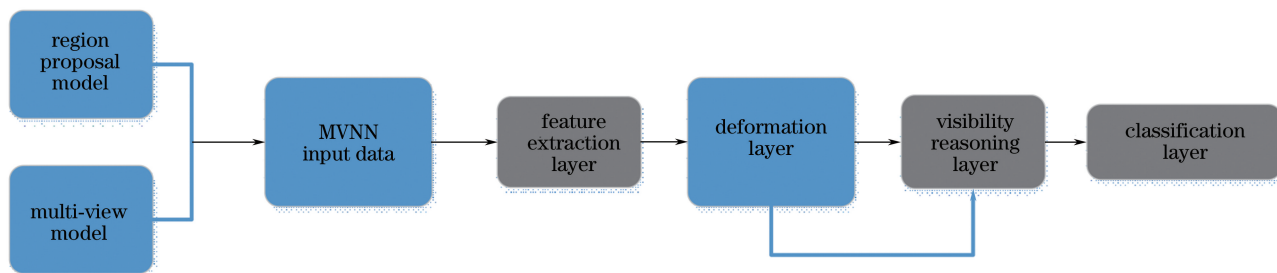 region
proposal
model
multi-view
model
MVNN
input data
feature
extraction
layer
deformation
layer
visibility
reasoning
layer
classification
layer